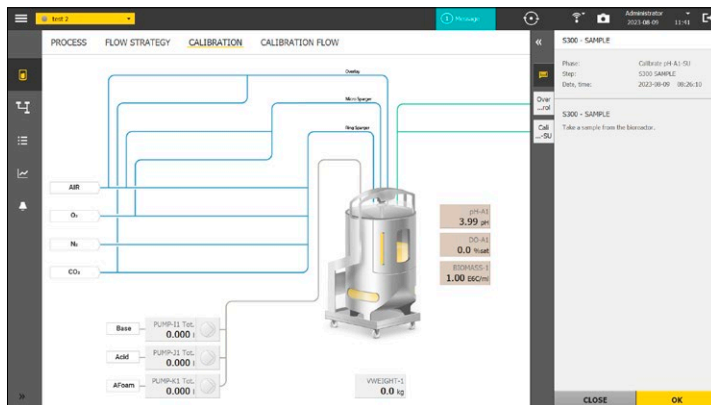 test 2
Message
Administrator
2023-08-09 11:41
PROCESS FLOW STRATEGY CALIBRATION CALIBRATION FLOW
S300 - SAMPLE
Phase: Calibrate pH-A1-SU
Step: S300 SAMPLE
Date, time: 2023-08-09 08:26:10
Over
...rol
Cali
...-SU
S300 - SAMPLE
Take a sample from the bioreactor.
Overlay
Micro Sparger
Ring Sparger
AIR
O₂
N₂
CO₂
pH-A1
3.99 pH
DO-A1
0.0 %sat
BIOMASS-1
1.00 E6C/ml
Base
PUMP-I1 Tot.
0.000 l
Acid
PUMP-J1 Tot.
0.000 l
AFoam
PUMP-K1 Tot.
0.000 l
VWEIGHT-1
0.0 kg
CLOSE OK